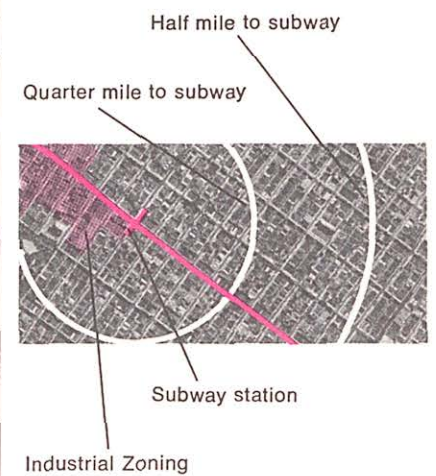 Half mile to subway
Quarter mile to subway
Subway station
Industrial Zoning